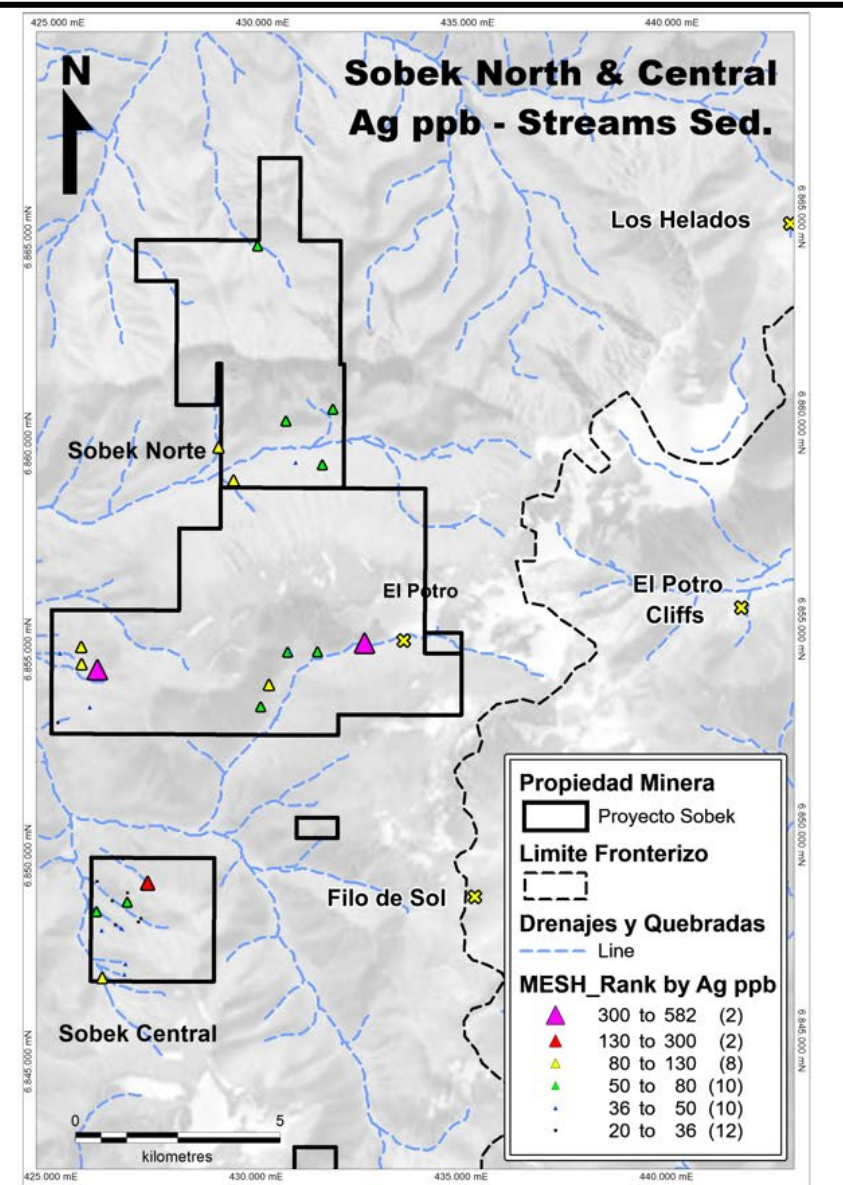 425.000 mE 430.000 mE 435.000 mE 440.000 mE
N
Sobek North & Central
Ag ppb - Streams Sed.
Los Helados
6.865.000 mN
6.865.000 mN
Sobek Norte
6.860.000 mN
6.860.000 mN
El Potro
El Potro
Cliffs
6.855.000 mN
6.855.000 mN
Propiedad Minera
Proyecto Sobek
Limite Fronterizo
6.850.000 mN
6.850.000 mN
Filo de Sol
Drenajes y Quebradas
Line
MESH_Rank by Ag ppb
300 to 582 (2)
130 to 300 (2)
80 to 130 (8)
50 to 80 (10)
36 to 50 (10)
20 to 36 (12)
Sobek Central
6.845.000 mN
6.845.000 mN
0 5
kilometres
425.000 mE 430.000 mE 435.000 mE 440.000 mE